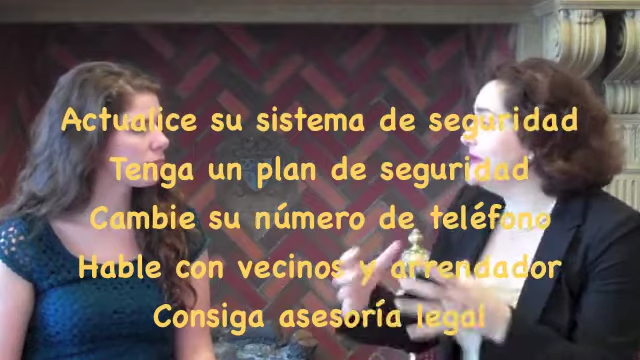 Actualice su sistema de seguridad
Tenga un plan de seguridad
Cambie su número de teléfono
Hable con vecinos y arrendador
Consiga asesoría legal